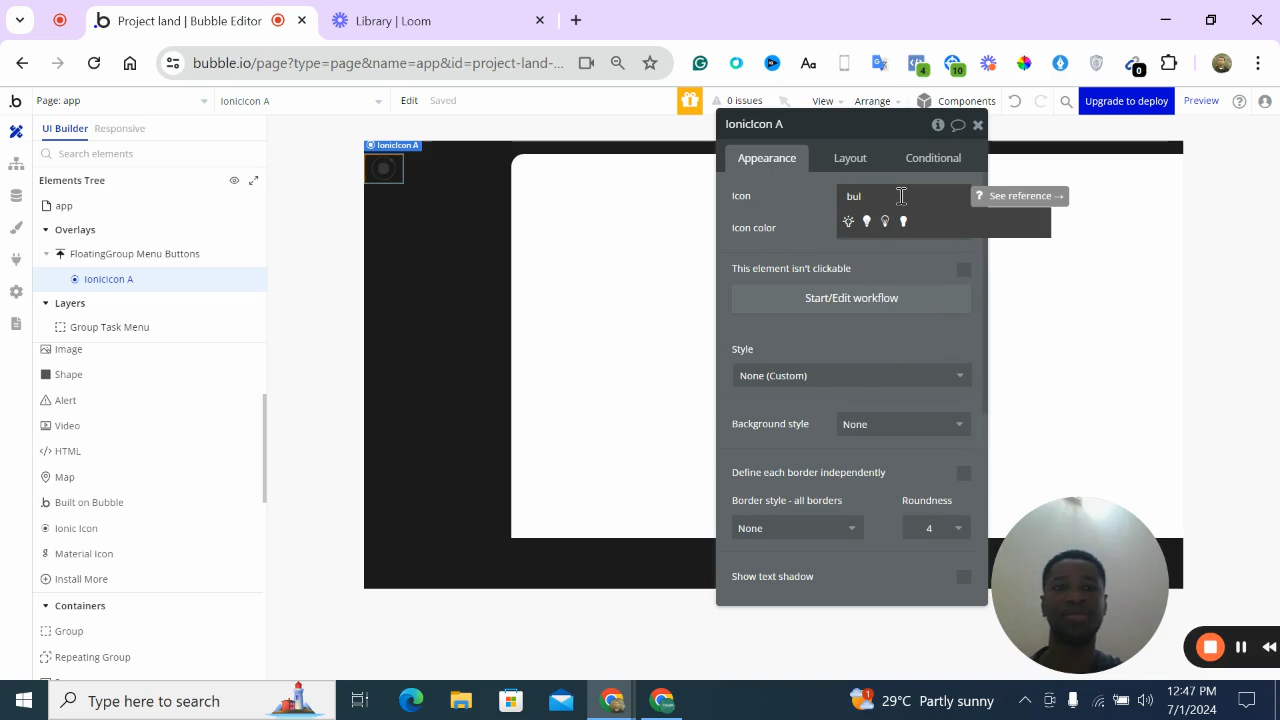 Project land | Bubble Editor
Library | Loom
bubble.io/page?type=page&name=app&id=project-land-...
4
10
0
Page: app
IonicIcon A
Edit
Saved
0 issues
View
Arrange
Components
Upgrade to deploy
Preview
UI Builder
Responsive
Search elements
Elements Tree
app
Overlays
FloatingGroup Menu Buttons
IonicIcon A
Layers
Group Task Menu
Image
Shape
Alert
Video
HTML
Map
Built on Bubble
Ionic Icon
Material Icon
Install More
Containers
Group
Repeating Group
IonicIcon A
IonicIcon A
Appearance
Layout
Conditional
Icon
bul
? See reference →
Icon color
This element isn't clickable
Start/Edit workflow
Style
None (Custom)
Background style
None
Define each border independently
Border style - all borders
Roundness
None
4
Show text shadow
Type here to search
1
29°C Partly sunny
12:47 PM
7/1/2024